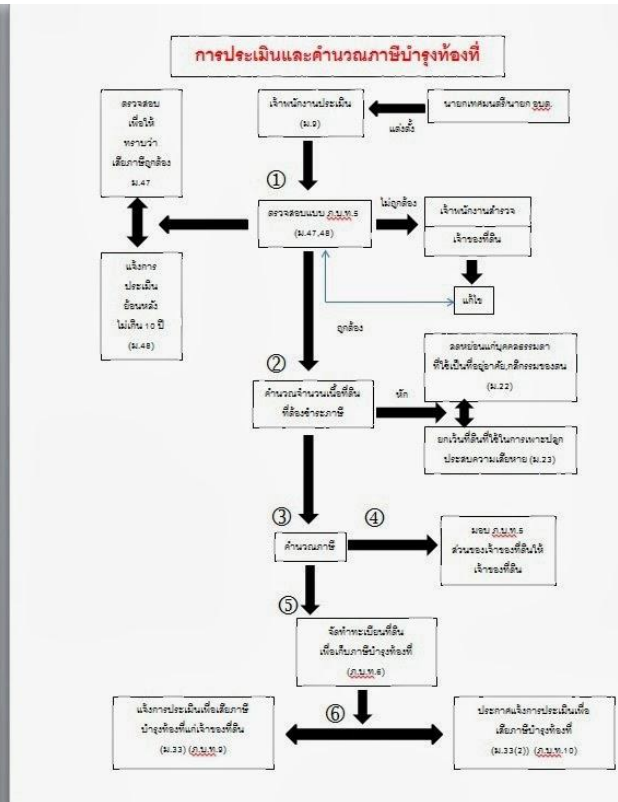 การประเมินและคำนวณภาษีบำรุงท้องที่
ตรวจสอบ
เพื่อให้
ทราบว่า
เสียภาษีถูกต้อง
ม.47
เจ้าพนักงานประเมิน
(ม.9)
แต่งตั้ง
นายกเทศมนตรี/นายก อบต.
①
ตรวจสอบแบบ ภ.บ.ท.5
(ม.47,48)
ไม่ถูกต้อง
เจ้าพนักงานสำรวจ
เจ้าของที่ดิน
แก้ไข
แจ้งการ
ประเมิน
ย้อนหลัง
ไม่เกิน 10 ปี
(ม.48)
ถูกต้อง
②
คำนวณจำนวนเนื้อที่ดิน
ที่ต้องชำระภาษี
หัก
ลดหย่อนแก่บุคคลธรรมดา
ที่ใช้เป็นที่อยู่อาศัย,กสิกรรมของตน
(ม.22)
ยกเว้นที่ดินที่ใช้ในการเพาะปลูก
ประสบความเสียหาย (ม.23)
③
คำนวณภาษี
④
มอบ ภ.บ.ท.5
ส่วนของเจ้าของที่ดินให้
เจ้าของที่ดิน
⑤
จัดทำทะเบียนที่ดิน
เพื่อเก็บภาษีบำรุงท้องที่
(ภ.บ.ท.6)
⑥
แจ้งการประเมินเพื่อเสียภาษี
บำรุงท้องที่แก่เจ้าของที่ดิน
(ม.33) (ภ.บ.ท.9)
ประกาศแจ้งการประเมินเพื่อ
เสียภาษีบำรุงท้องที่
(ม.33(2)) (ภ.บ.ท.10)